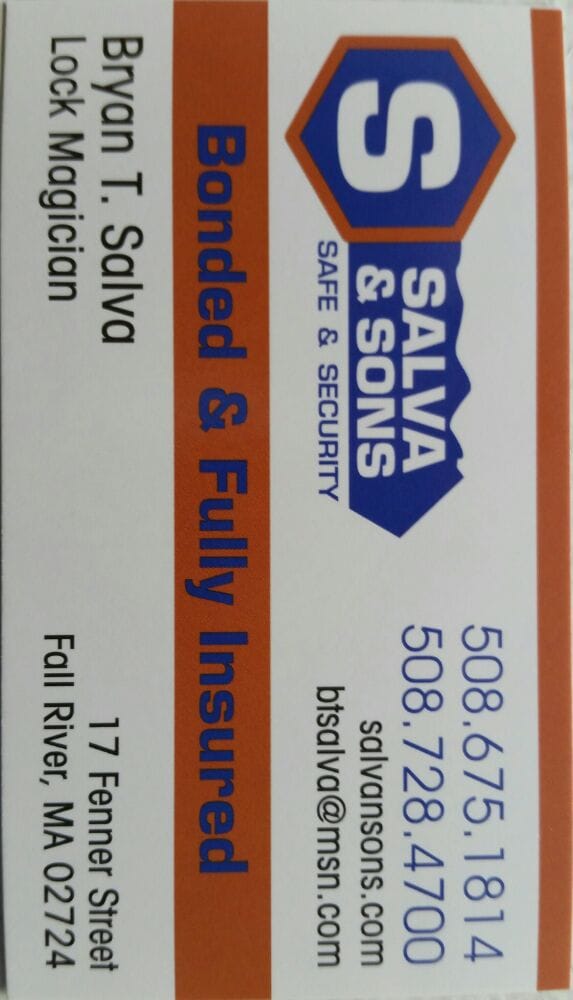 S
SALVA
& SONS
SAFE & SECURITY
508.675.1814
508.728.4700
salvansons.com
btsalva@msn.com
Bonded & Fully Insured
Bryan T. Salva
Lock Magician
17 Fenner Street
Fall River, MA 02724